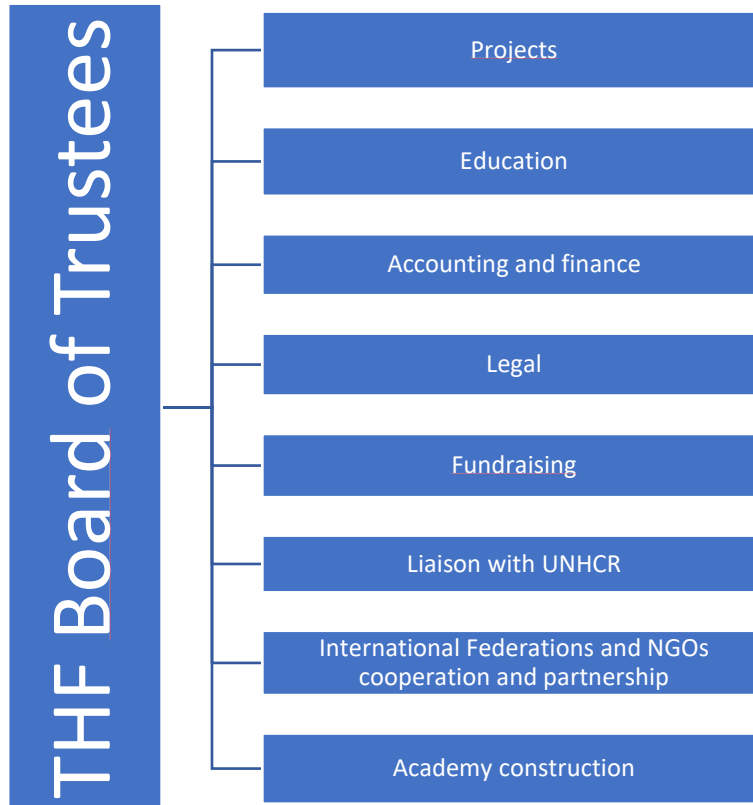 THF Board of Trustees
Projects
Education
Accounting and finance
Legal
Fundraising
Liaison with UNHCR
International Federations and NGOs
cooperation and partnership
Academy construction